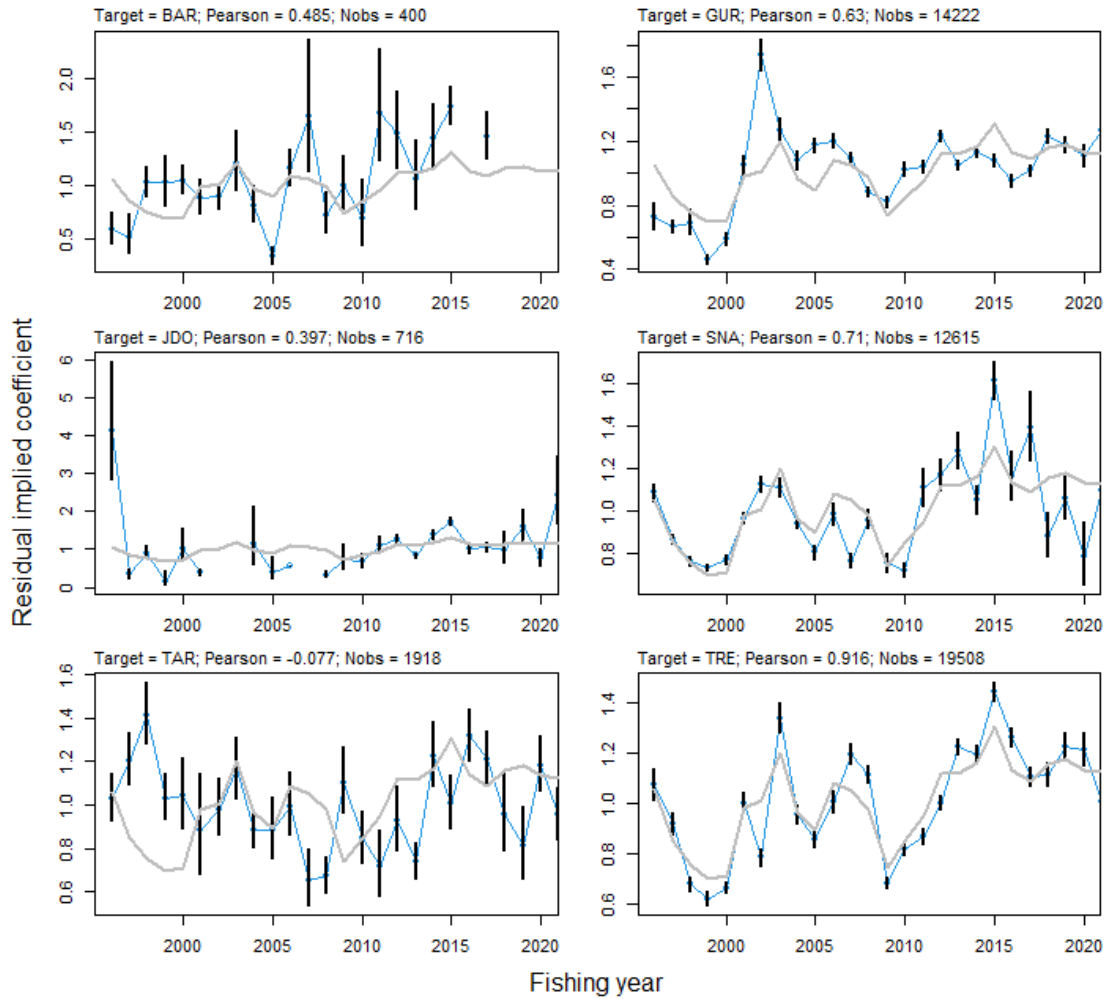 Target = BAR; Pearson = 0.485; Nobs = 400
0.5 1.0 1.5 2.0
2000 2005 2010 2015 2020
Target = GUR; Pearson = 0.63; Nobs = 14222
0.4 0.8 1.2 1.6
2000 2005 2010 2015 2020
Target = JDO; Pearson = 0.397; Nobs = 716
0 1 2 3 4 5 6
2000 2005 2010 2015 2020
Target = SNA; Pearson = 0.71; Nobs = 12615
0.8 1.0 1.2 1.4 1.6
2000 2005 2010 2015 2020
Target = TAR; Pearson = -0.077; Nobs = 1918
0.6 0.8 1.0 1.2 1.4 1.6
2000 2005 2010 2015 2020
Target = TRE; Pearson = 0.916; Nobs = 19508
0.6 0.8 1.0 1.2 1.4
2000 2005 2010 2015 2020
Residual implied coefficient
Fishing year